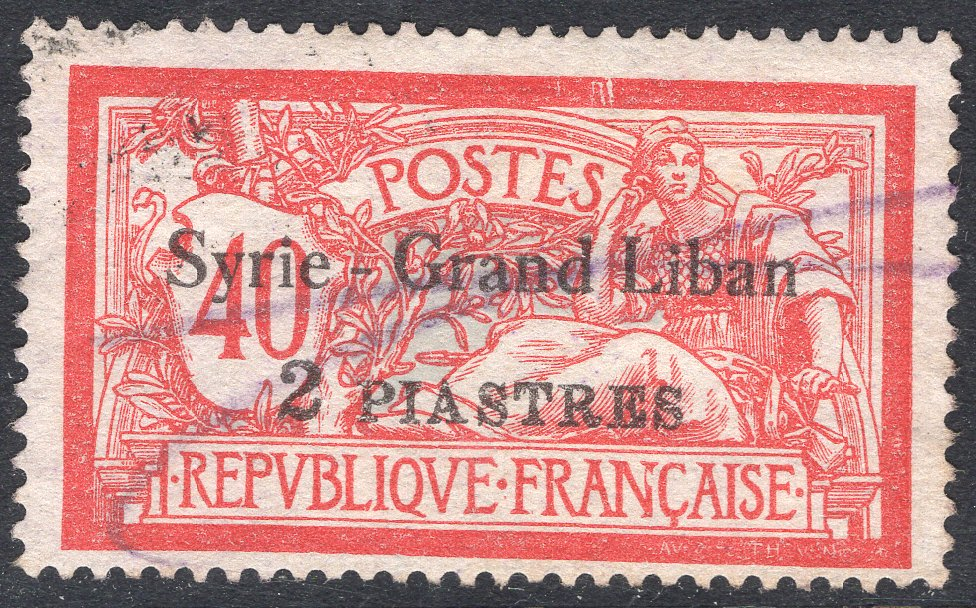 POSTES
Syrie - Grand Liban
40
2 PIASTRES
·REPVBLIQVE·FRANÇAISE·